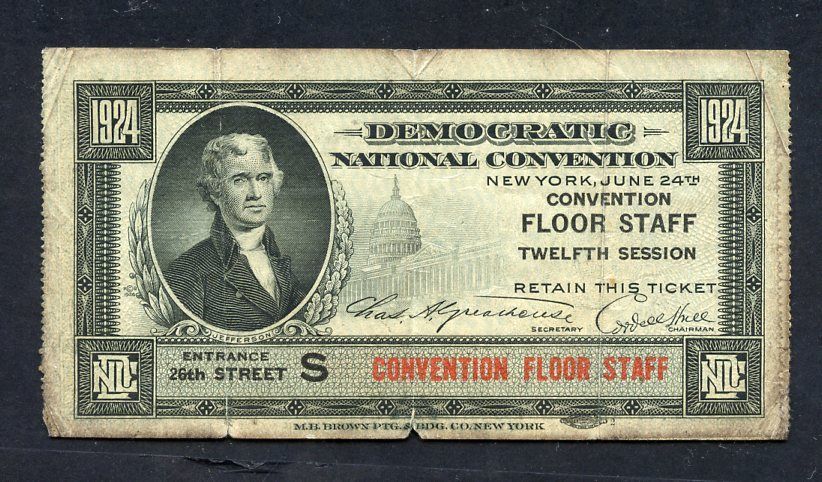 1924
1924
DEMOCRATIC
NATIONAL CONVENTION
NEW YORK, JUNE 24TH
CONVENTION
FLOOR STAFF
TWELFTH SESSION
RETAIN THIS TICKET
Chas. A. Greathouse
SECRETARY
Cordell Hull
CHAIRMAN
JEFFERSON
ENTRANCE
26th STREET S
CONVENTION FLOOR STAFF
NDC
NDC
M.B. BROWN PTG. & BDG. CO. NEW YORK
2